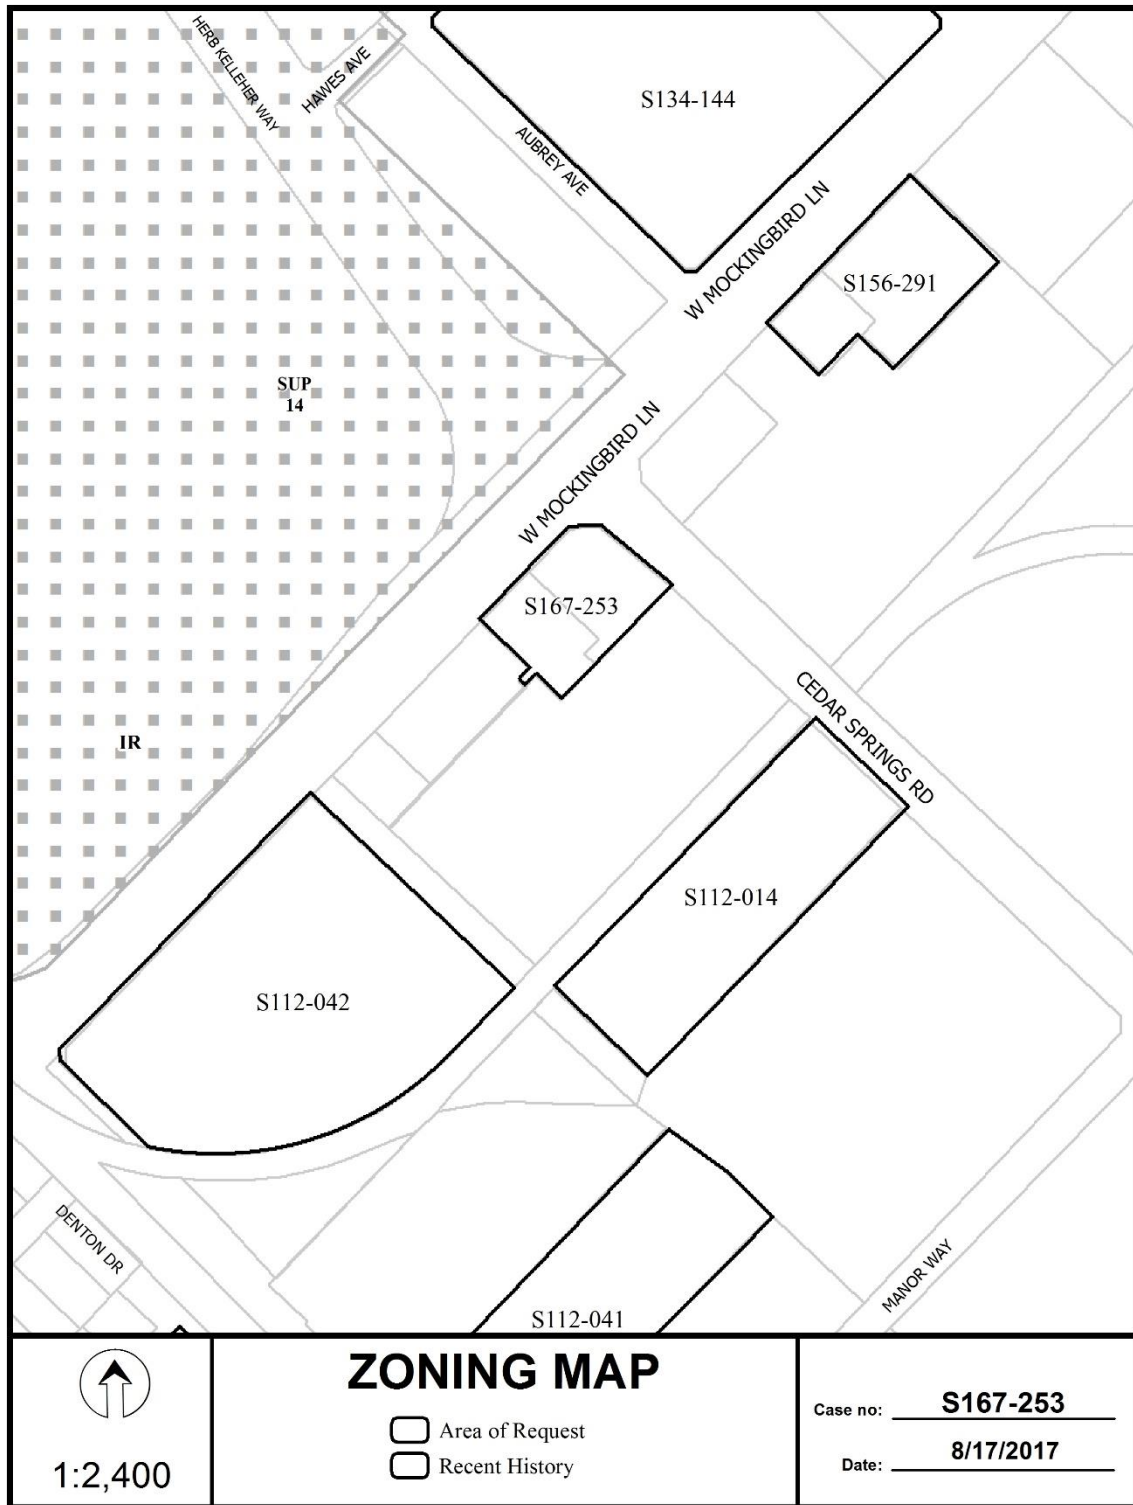 HERB KELLEHER WAY
HAWES AVE
S134-144
AUBREY AVE
W MOCKINGBIRD LN
S156-291
SUP
14
W MOCKINGBIRD LN
S167-253
IR
CEDAR SPRINGS RD
S112-014
S112-042
DENTON DR
MANOR WAY
S112-041
1:2,400
ZONING MAP
Area of Request
Recent History
Case no: S167-253
Date: 8/17/2017